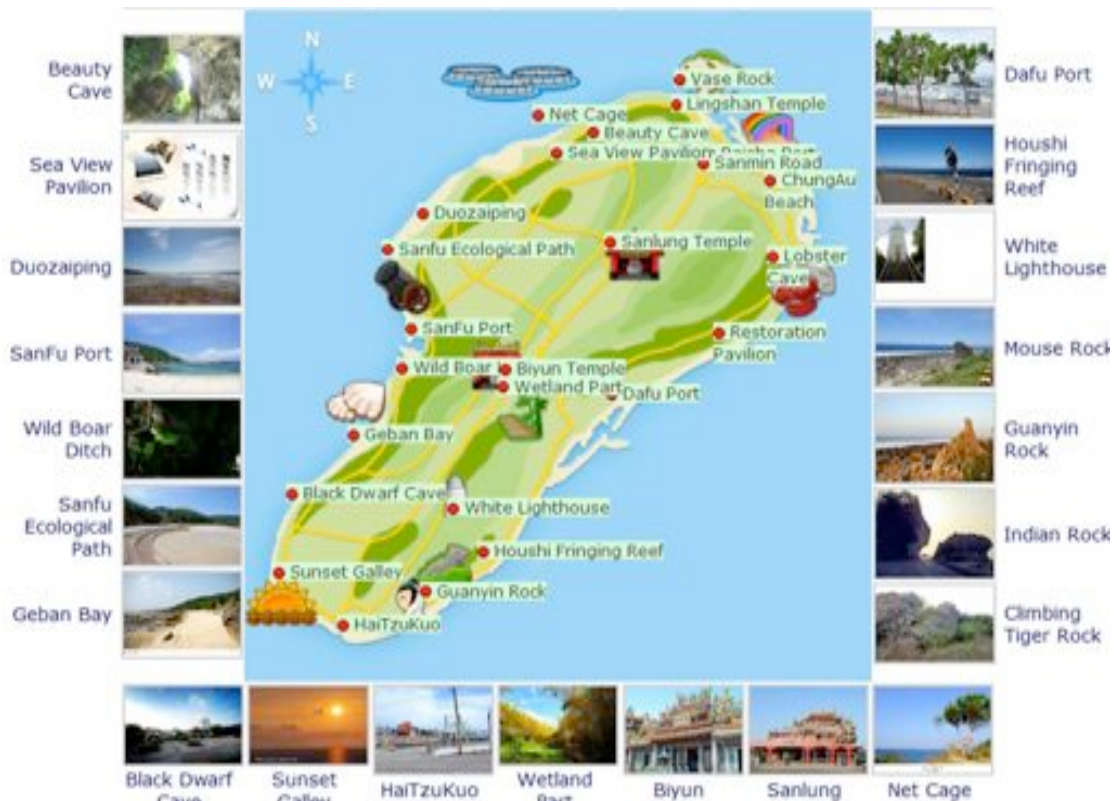 Beauty
Cave
Sea View
Pavilion
Duozaiping
SanFu Port
Wild Boar
Ditch
Sanfu
Ecological
Path
Geban Bay
N
W
E
S
Vase Rock
Lingshan Temple
Net Cage
Beauty Cave
Sea View Pavilion
Sanmin Road
ChungAu
Beach
Duozaiping
Sanfu Ecological Path
Sanlung Temple
Lobster
Cave
SanFu Port
Restoration
Pavilion
Wild Boar
Biyun Temple
Wetland Part
Dafu Port
Geban Bay
Black Dwarf Cave
White Lighthouse
Houshi Fringing Reef
Sunset Galley
Guanyin Rock
HaiTzuKuo
Dafu Port
Houshi
Fringing
Reef
White
Lighthouse
Mouse Rock
Guanyin
Rock
Indian Rock
Climbing
Tiger Rock
Black Dwarf
Cave
Sunset
Galley
HaiTzuKuo
Wetland
Part
Biyun
Sanlung
Net Cage